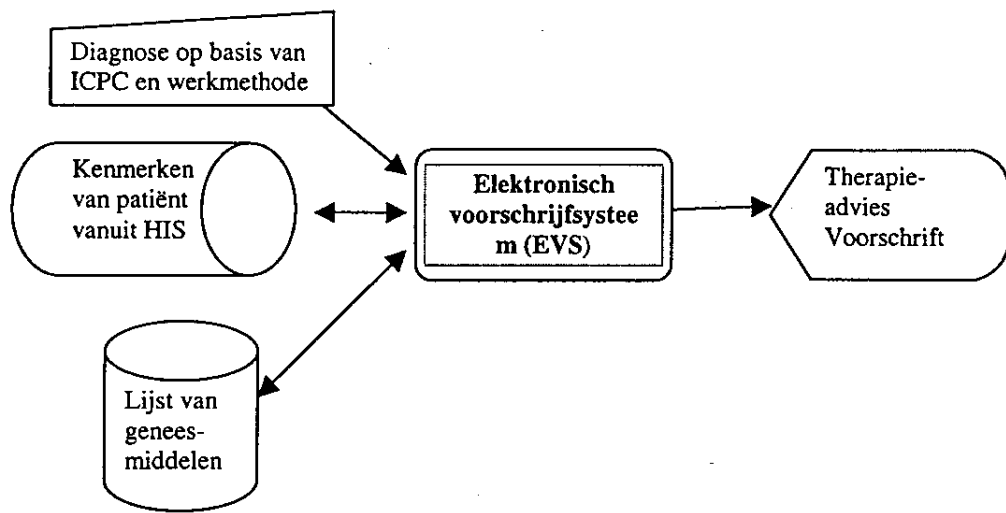 Diagnose op basis van
ICPC en werkmethode
Kenmerken
van patiënt
vanuit HIS
Elektronisch
voorschrijfsystee
m (EVS)
Therapie-
advies
Voorschrift
Lijst van
genees-
middelen